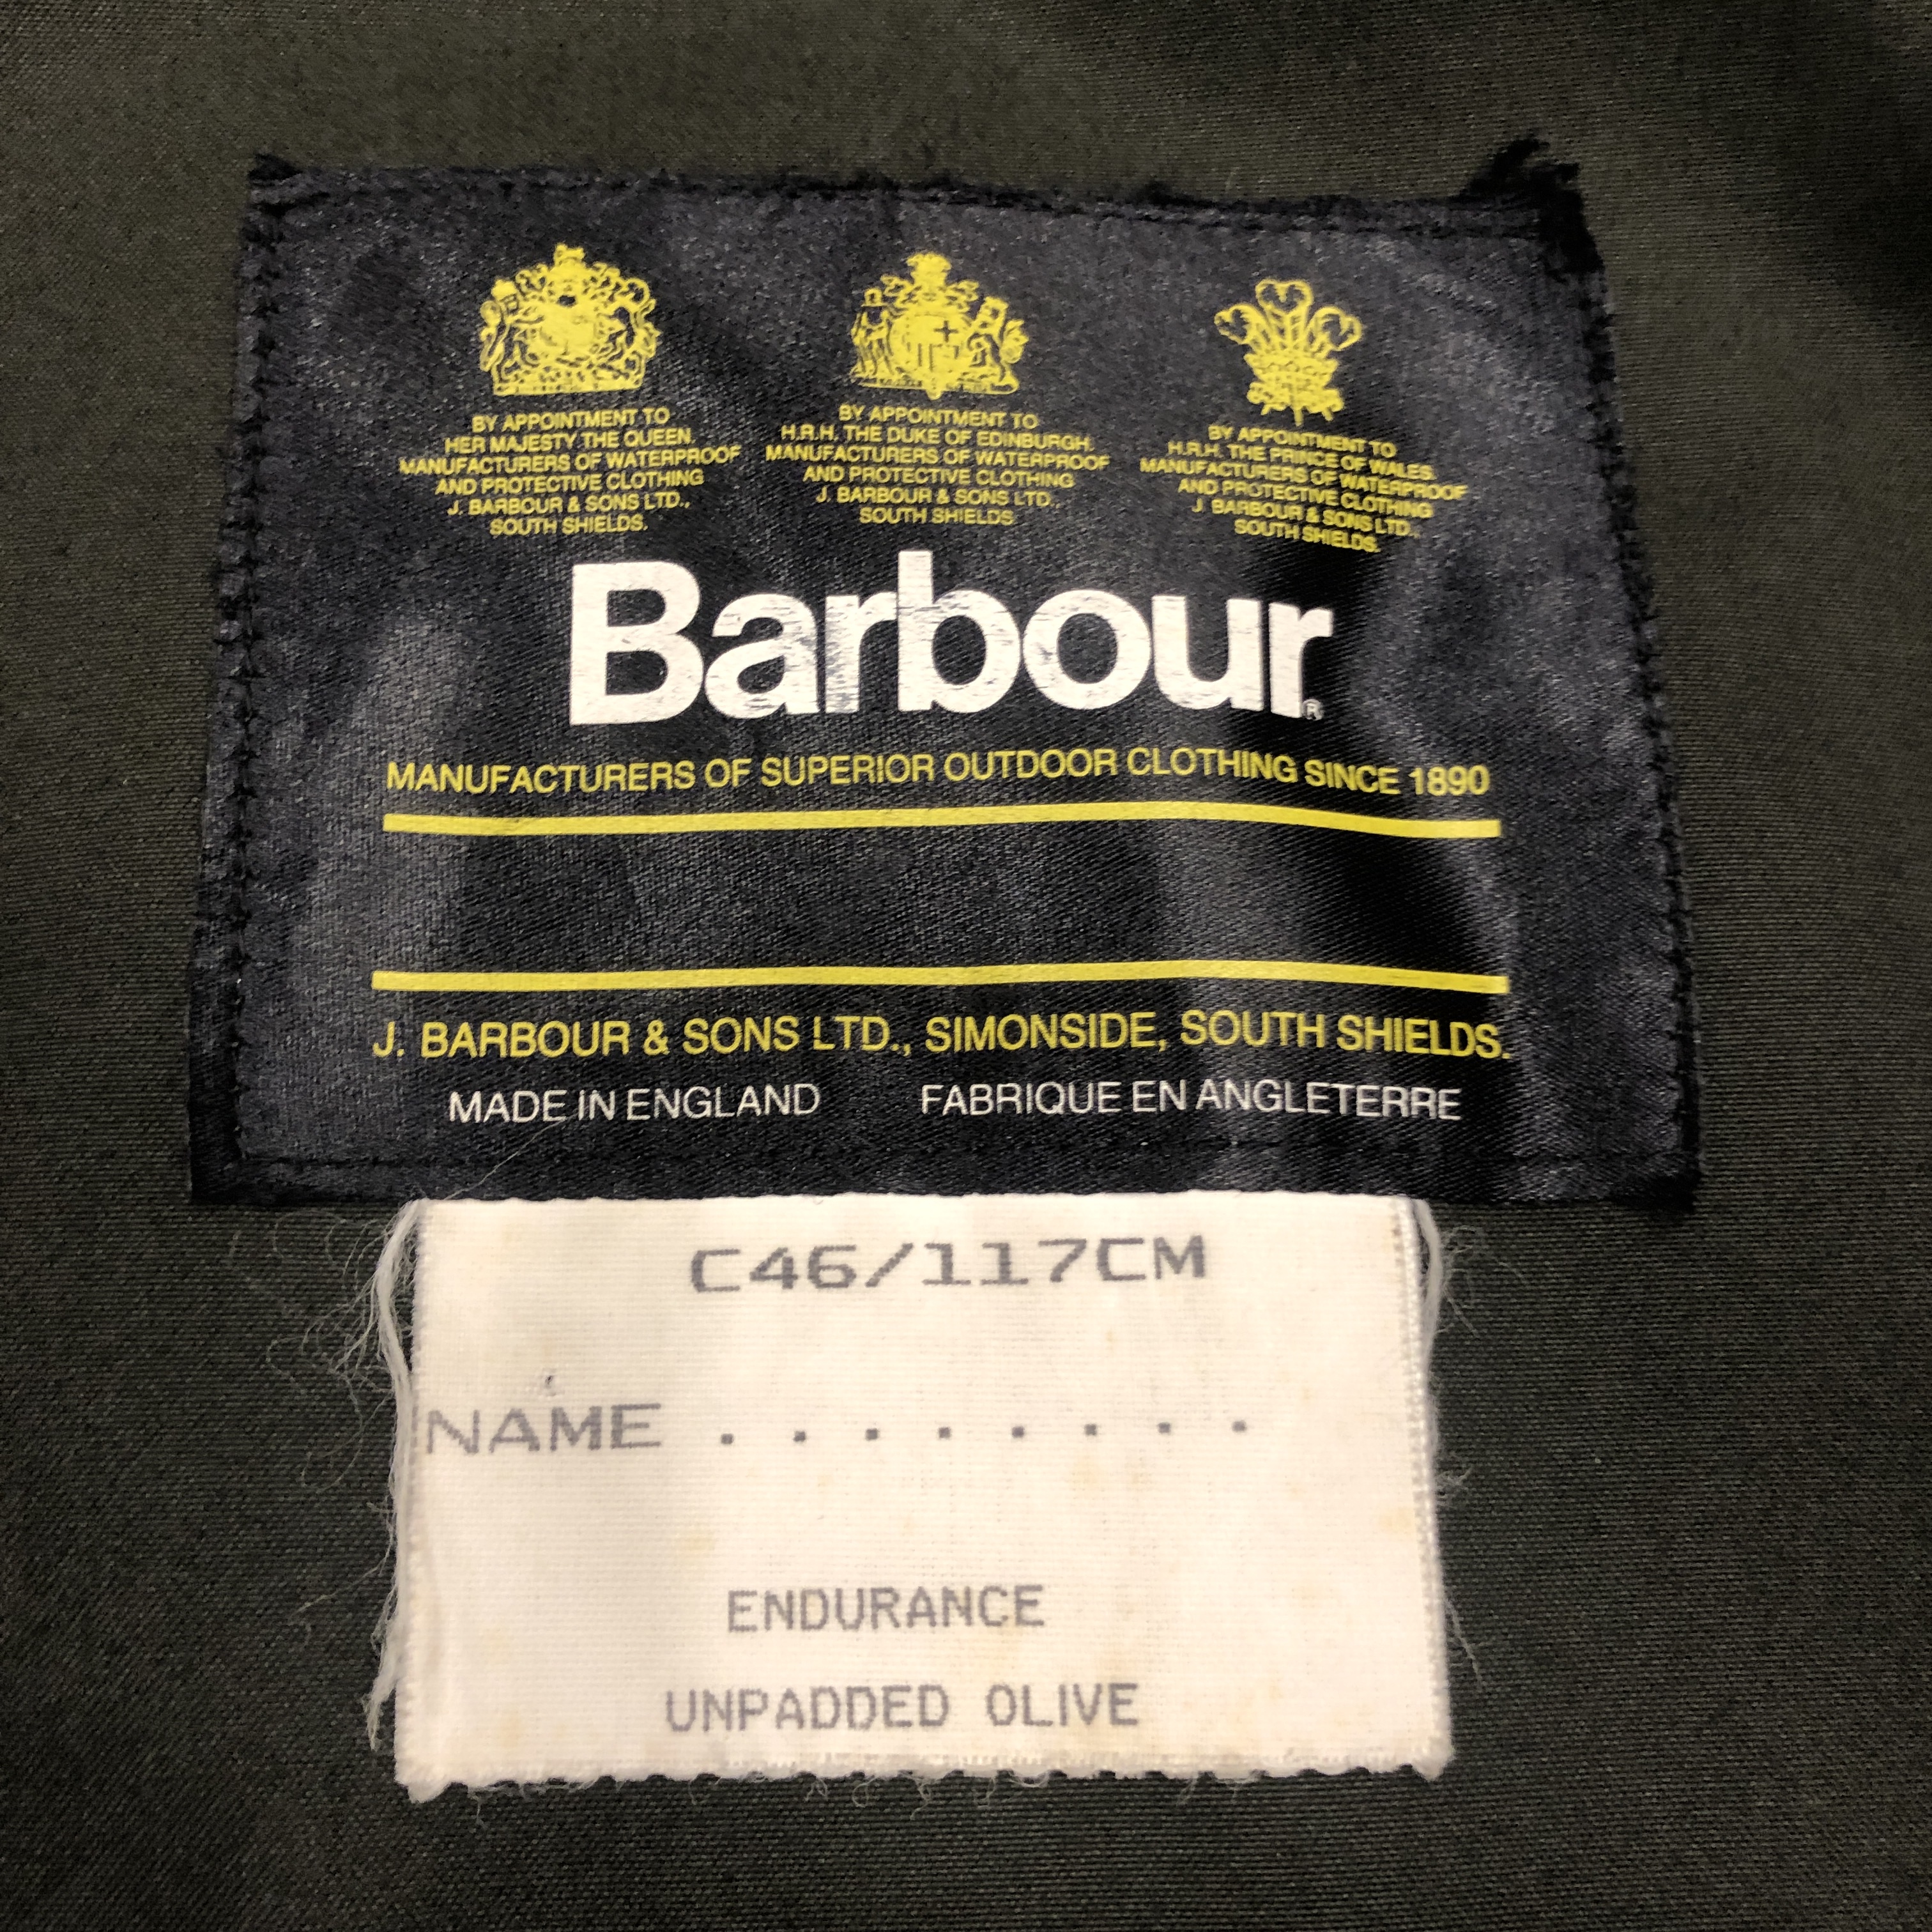 BY APPOINTMENT TO
HER MAJESTY THE QUEEN.
MANUFACTURERS OF WATERPROOF
AND PROTECTIVE CLOTHING
J. BARBOUR & SONS LTD.,
SOUTH SHIELDS.
BY APPOINTMENT TO
H.R.H. THE DUKE OF EDINBURGH.
MANUFACTURERS OF WATERPROOF
AND PROTECTIVE CLOTHING
J. BARBOUR & SONS LTD.,
SOUTH SHIELDS.
BY APPOINTMENT TO
H.R.H. THE PRINCE OF WALES.
MANUFACTURERS OF WATERPROOF
AND PROTECTIVE CLOTHING
J. BARBOUR & SONS LTD.,
SOUTH SHIELDS.
Barbour®
MANUFACTURERS OF SUPERIOR OUTDOOR CLOTHING SINCE 1890
J. BARBOUR & SONS LTD., SIMONSIDE, SOUTH SHIELDS.
MADE IN ENGLAND FABRIQUE EN ANGLETERRE
C46/117CM
NAME ........
ENDURANCE
UNPADDED OLIVE